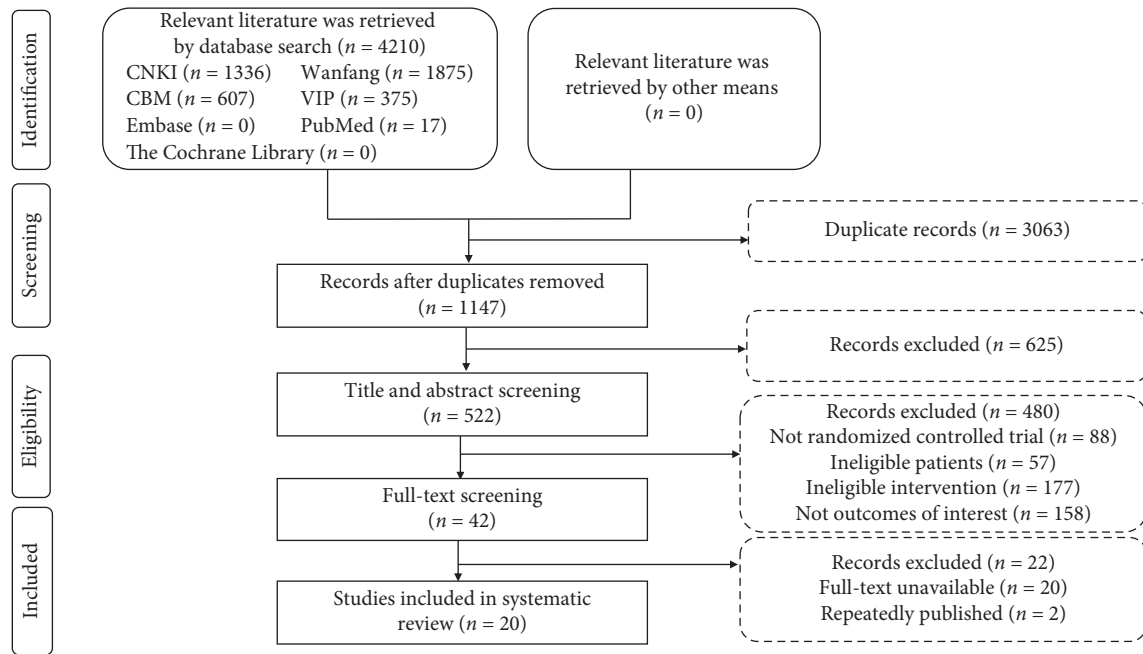 Identification
Relevant literature was retrieved
by database search (n = 4210)
CNKI (n = 1336) Wanfang (n = 1875)
CBM (n = 607) VIP (n = 375)
Embase (n = 0) PubMed (n = 17)
The Cochrane Library (n = 0)
Relevant literature was
retrieved by other means
(n = 0)
Screening
Duplicate records (n = 3063)
Records after duplicates removed
(n = 1147)
Records excluded (n = 625)
Eligibility
Title and abstract screening
(n = 522)
Records excluded (n = 480)
Not randomized controlled trial (n = 88)
Ineligible patients (n = 57)
Ineligible intervention (n = 177)
Not outcomes of interest (n = 158)
Full-text screening
(n = 42)
Included
Records excluded (n = 22)
Full-text unavailable (n = 20)
Repeatedly published (n = 2)
Studies included in systematic
review (n = 20)